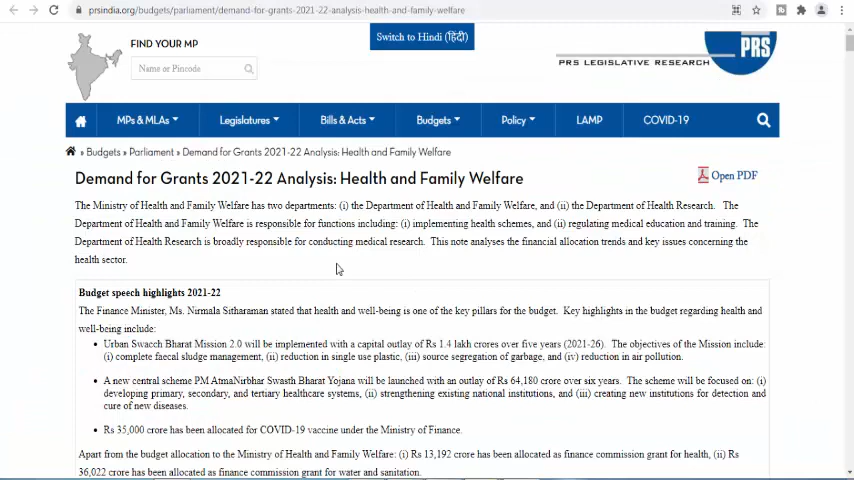 prsindia.org/budgets/parliament/demand-for-grants-2021-22-analysis-health-and-family-welfare
Switch to Hindi (हिंदी)
FIND YOUR MP
Name or Pincode
PRS
PRS LEGISLATIVE RESEARCH
MPs & MLAs Legislatures Bills & Acts Budgets Policy LAMP COVID-19
» Budgets » Parliament » Demand for Grants 2021-22 Analysis: Health and Family Welfare
Demand for Grants 2021-22 Analysis: Health and Family Welfare
Open PDF
The Ministry of Health and Family Welfare has two departments: (i) the Department of Health and Family Welfare, and (ii) the Department of Health Research. The
Department of Health and Family Welfare is responsible for functions including: (i) implementing health schemes, and (ii) regulating medical education and training. The
Department of Health Research is broadly responsible for conducting medical research. This note analyses the financial allocation trends and key issues concerning the
health sector.
Budget speech highlights 2021-22
The Finance Minister, Ms. Nirmala Sitharaman stated that health and well-being is one of the key pillars for the budget. Key highlights in the budget regarding health and
well-being include:
• Urban Swacch Bharat Mission 2.0 will be implemented with a capital outlay of Rs 1.4 lakh crores over five years (2021-26). The objectives of the Mission include:
(i) complete faecal sludge management, (ii) reduction in single use plastic, (iii) source segregation of garbage, and (iv) reduction in air pollution.
• A new central scheme PM AtmaNirbhar Swasth Bharat Yojana will be launched with an outlay of Rs 64,180 crore over six years. The scheme will be focused on: (i)
developing primary, secondary, and tertiary healthcare systems, (ii) strengthening existing national institutions, and (iii) creating new institutions for detection and
cure of new diseases.
• Rs 35,000 crore has been allocated for COVID-19 vaccine under the Ministry of Finance.
Apart from the budget allocation to the Ministry of Health and Family Welfare: (i) Rs 13,192 crore has been allocated as finance commission grant for health, (ii) Rs
36,022 crore has been allocated as finance commission grant for water and sanitation.